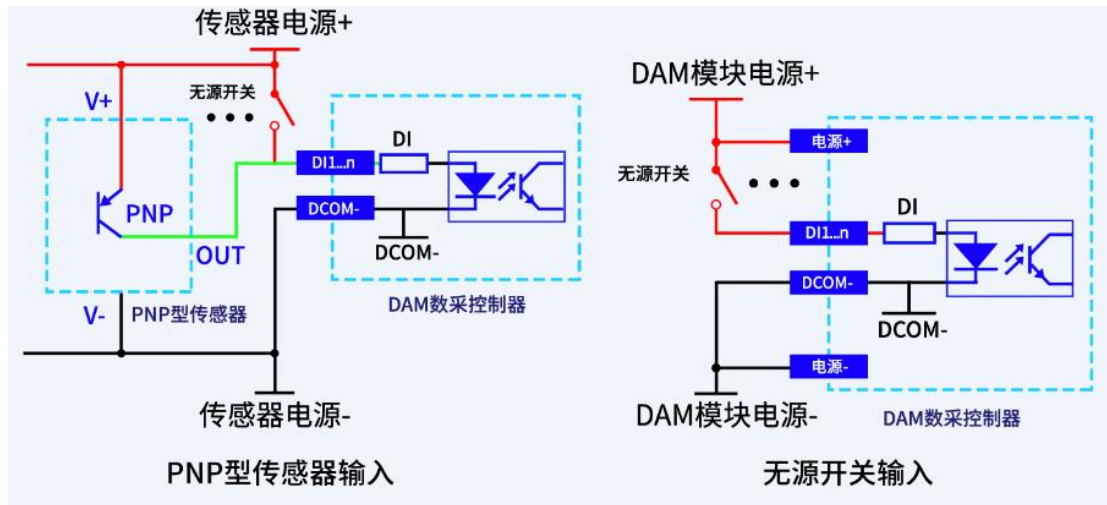 传感器电源+
V+
无源开关
DI1...n
DI
PNP
DCOM-
OUT
DCOM-
V-
PNP型传感器
DAM数采控制器
传感器电源-
PNP型传感器输入
DAM模块电源+
电源+
无源开关
DI1...n
DI
DCOM-
DCOM-
电源-
DAM模块电源-
DAM数采控制器
无源开关输入